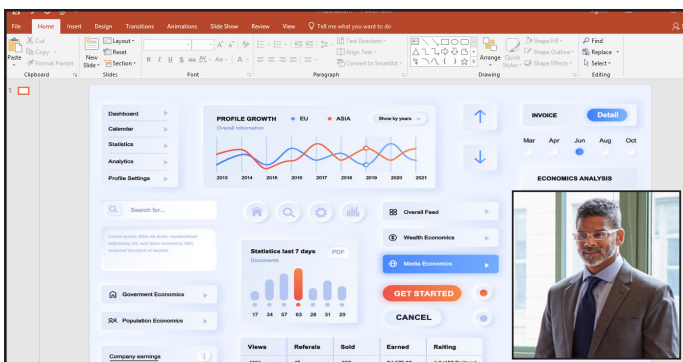 File Home Insert Design Transitions Animations Slide Show Review View Tell me what you want to do
Cut
Copy
Format Painter
Paste
Clipboard
New
Slide
Layout
Reset
Section
Slides
Font
Paragraph
Text Direction
Align Text
Convert to SmartArt
Arrange
Quick
Styles
Shape Fill
Shape Outline
Shape Effects
Drawing
Find
Replace
Select
Editing
1
Dashboard
Calendar
Statistics
Analytics
Profile Settings
PROFILE GROWTH EU ASIA Show by years
Overall information
2013 2014 2015 2016 2017 2018 2019 2020 2021
INVOICE Detail
Mar Apr Jun Aug Oct
ECONOMICS ANALYSIS
Search for...
Statistics last 7 days PDF
Documents
17 34 57 63 28 31 29
Overall Feed
Wealth Economics
Media Economics
GET STARTED
CANCEL
Goverment Economics
Population Economics
Company earnings
Views Referrals Sold Earned Raiting